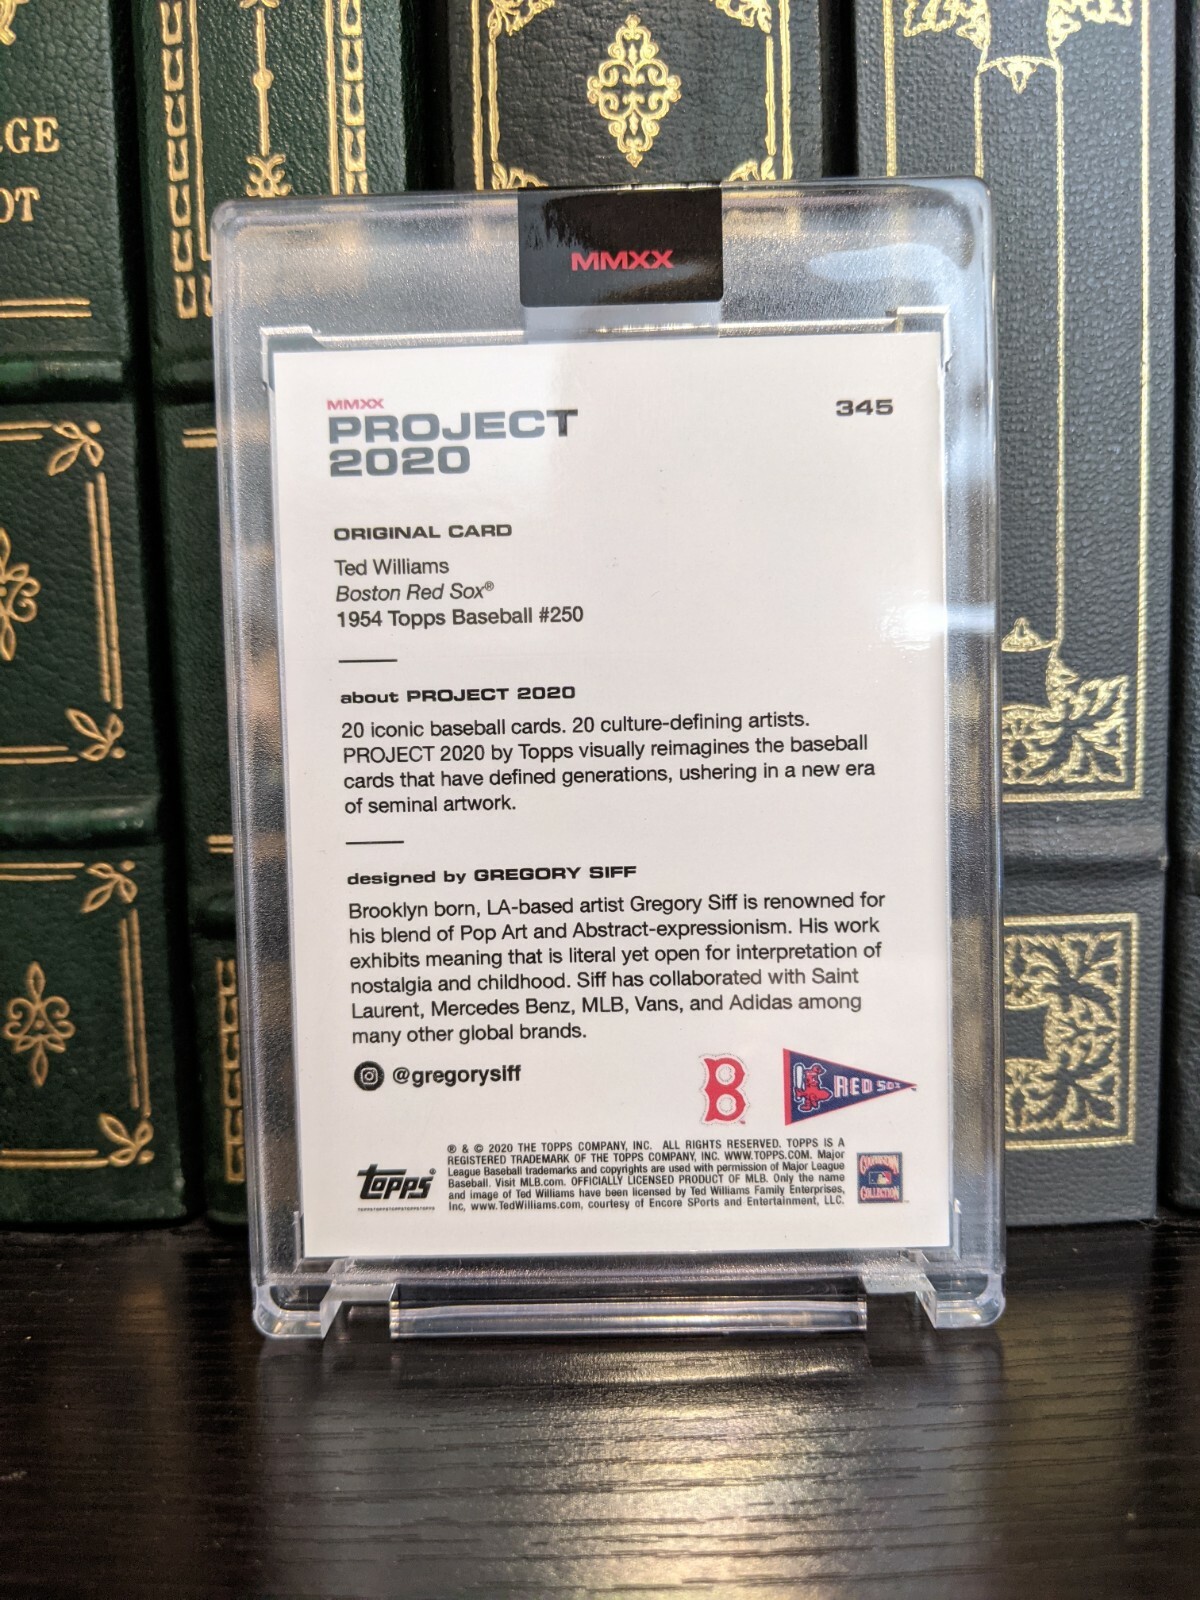 GE
OT
MMXX
MMXX
PROJECT
2020
345
ORIGINAL CARD
Ted Williams
Boston Red Sox®
1954 Topps Baseball #250
about PROJECT 2020
20 iconic baseball cards. 20 culture-defining artists.
PROJECT 2020 by Topps visually reimagines the baseball
cards that have defined generations, ushering in a new era
of seminal artwork.
designed by GREGORY SIFF
Brooklyn born, LA-based artist Gregory Siff is renowned for
his blend of Pop Art and Abstract-expressionism. His work
exhibits meaning that is literal yet open for interpretation of
nostalgia and childhood. Siff has collaborated with Saint
Laurent, Mercedes Benz, MLB, Vans, and Adidas among
many other global brands.
@gregorysiff
B
RED SOX
® & © 2020 THE TOPPS COMPANY, INC. ALL RIGHTS RESERVED. TOPPS IS A
REGISTERED TRADEMARK OF THE TOPPS COMPANY, INC. WWW.TOPPS.COM. Major
League Baseball trademarks and copyrights are used with permission of Major League
Baseball. Visit MLB.com. OFFICIALLY LICENSED PRODUCT OF MLB. Only the name
and image of Ted Williams have been licensed by Ted Williams Family Enterprises,
Inc, www.TedWilliams.com, courtesy of Encore SPorts and Entertainment, LLC.
Topps®
TOPPSTOPPSTOPPSTOPPSTOPPS
COOPERSTOWN
COLLECTION